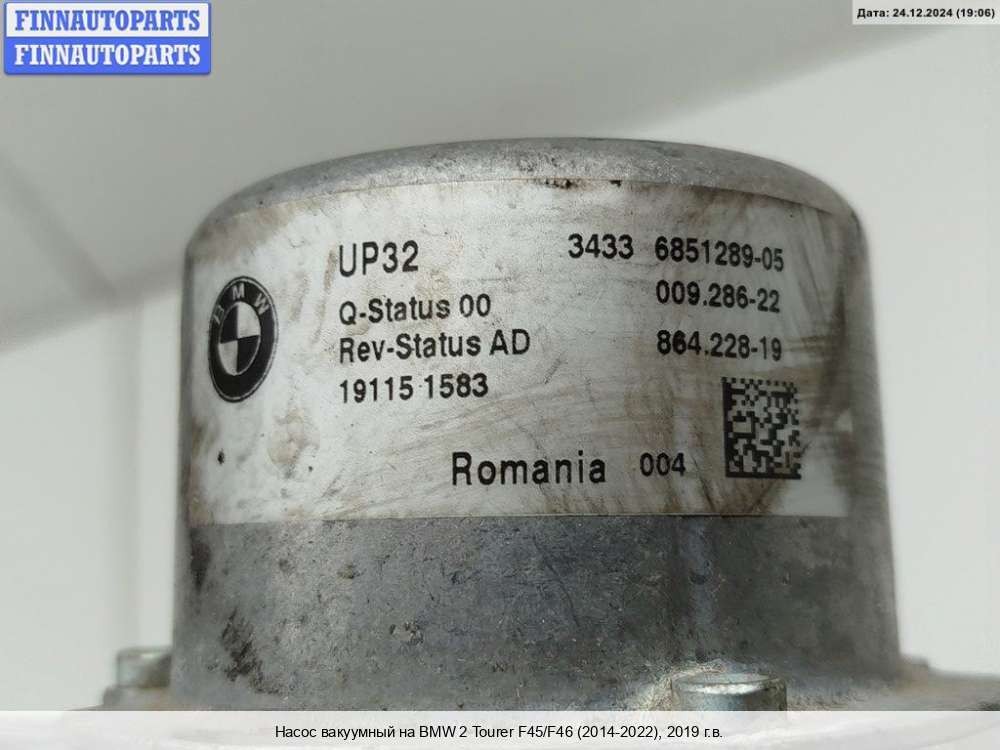 FINNAUTOPARTS
FINNAUTOPARTS
Дата: 24.12.2024 (19:06)
UP32 3433 6851289-05
Q-Status 00 009.286-22
Rev-Status AD 864.228-19
19115 1583
BMW
Romania 004
Насос вакуумный на BMW 2 Tourer F45/F46 (2014-2022), 2019 г.в.